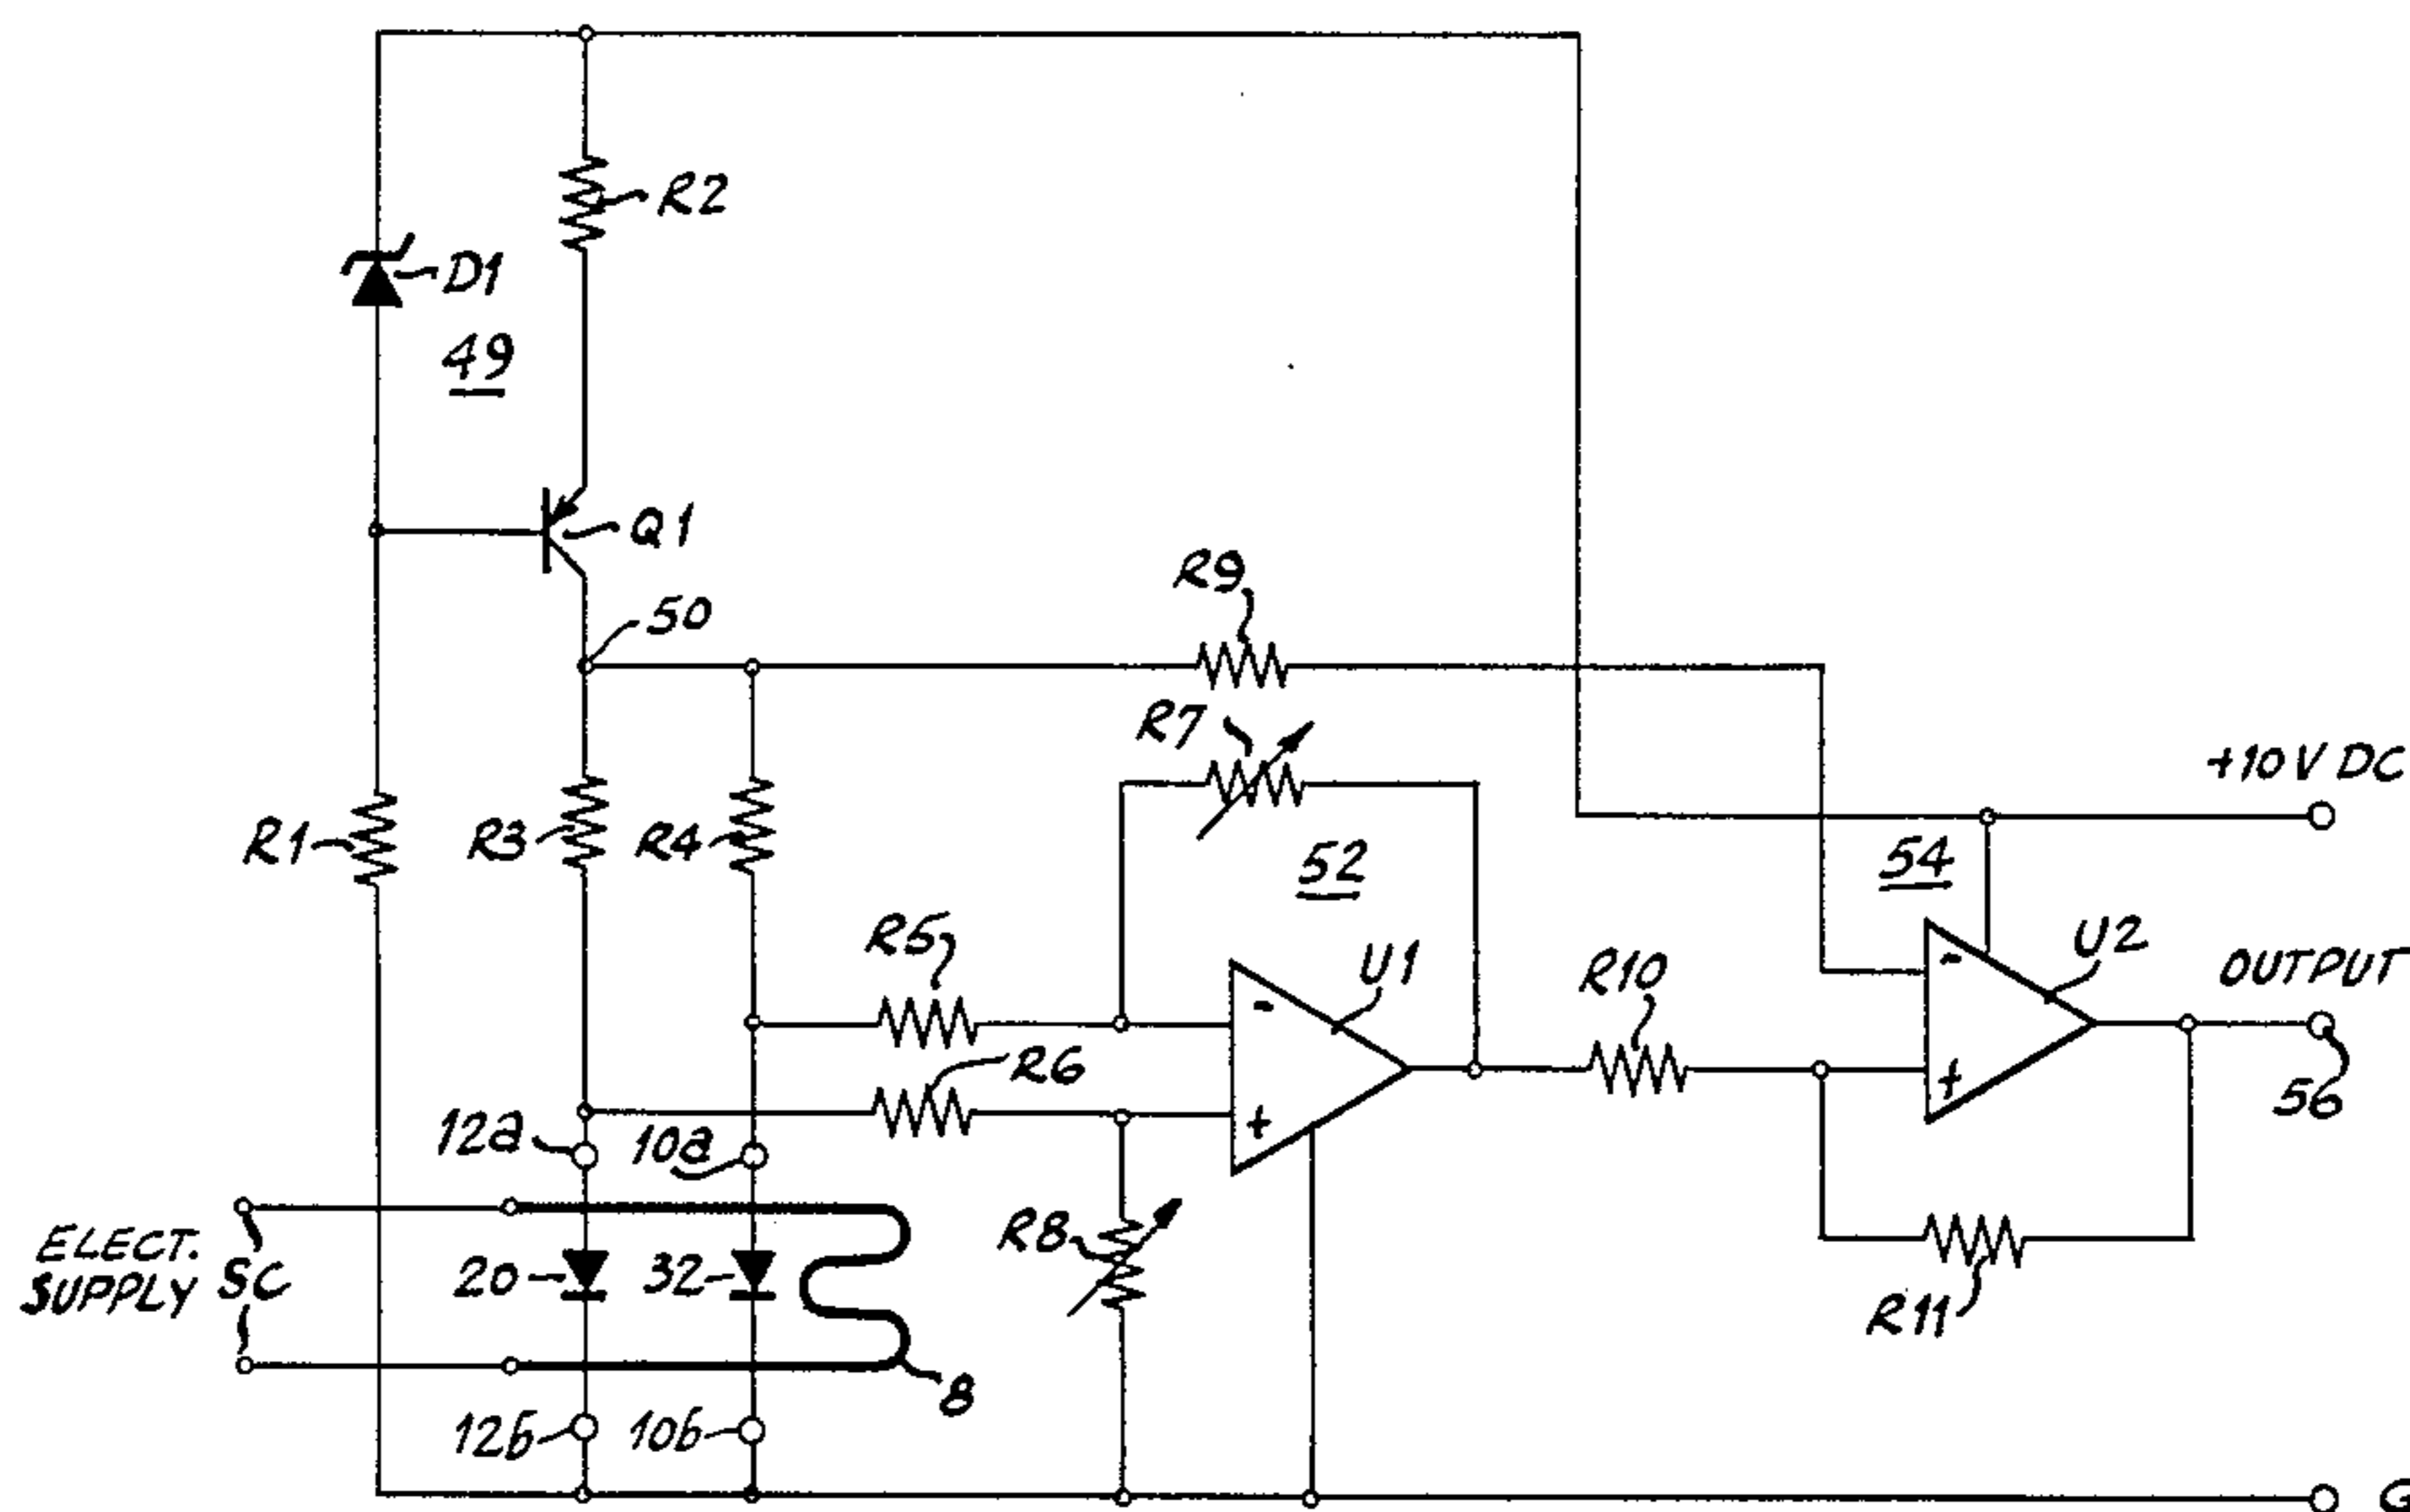 R2
D1
49
Q1
50
R9
R7
+10V DC
R1
R3
R4
52
54
R5
U1
U2
R10
OUTPUT
R6
12a
10a
56
ELECT.
SUPPLY
SC
20
32
R8
R11
8
12b
10b
G